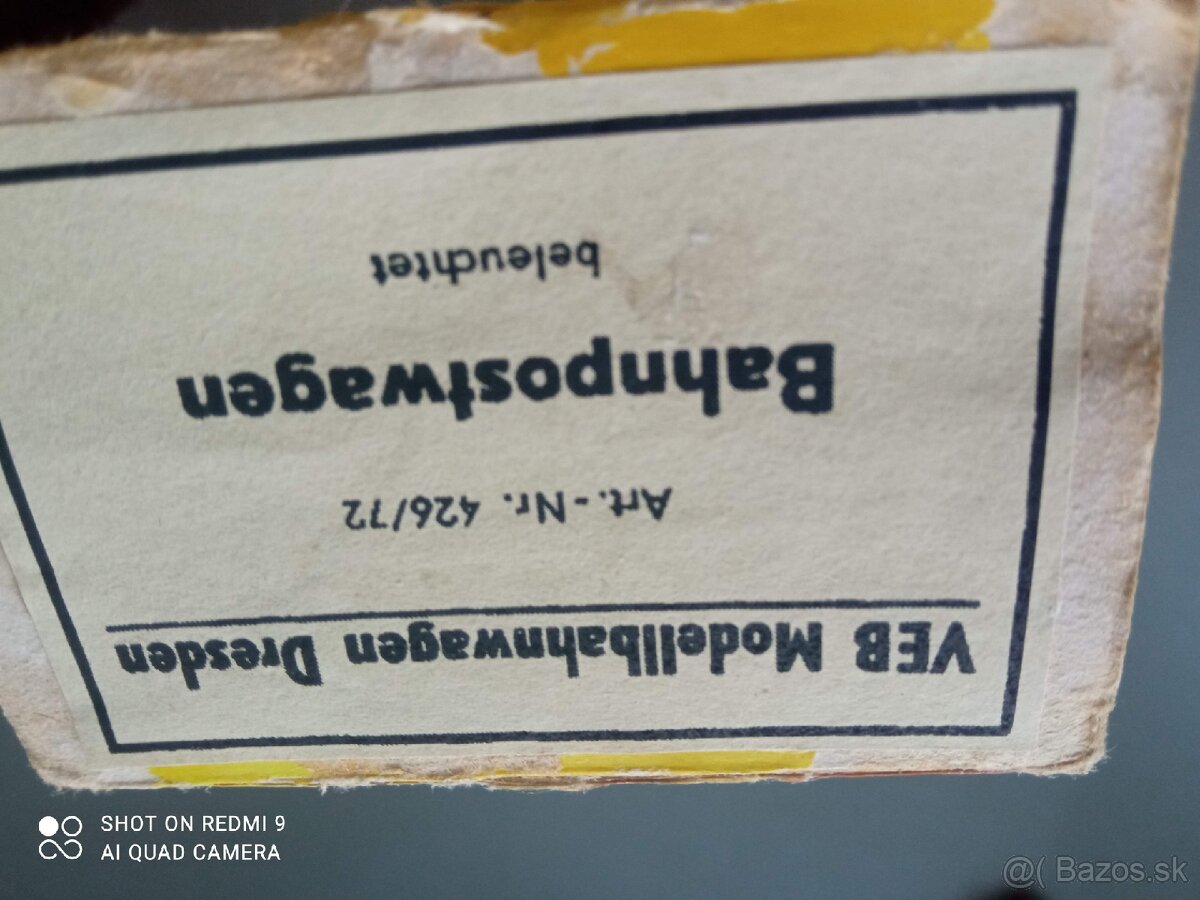 VEB Modellbahnwagen Dresden
Art.-Nr. 426/72
Bahnpostwagen
beleuchtet
SHOT ON REDMI 9
AI QUAD CAMERA
@( Bazos.sk